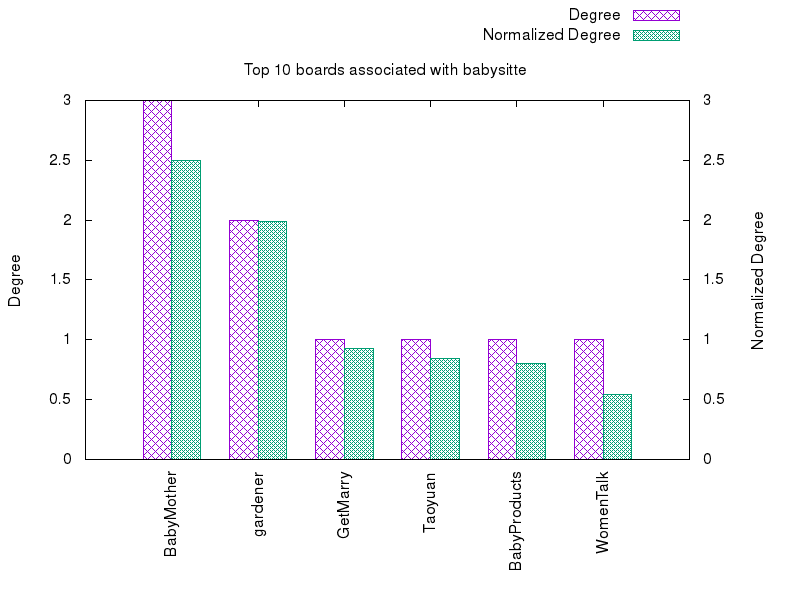 Degree
Normalized Degree
Top 10 boards associated with babysitte
3
2.5
2
1.5
1
0.5
0
3
2.5
2
1.5
1
0.5
0
Degree
Normalized Degree
BabyMother
gardener
GetMarry
Taoyuan
BabyProducts
WomenTalk